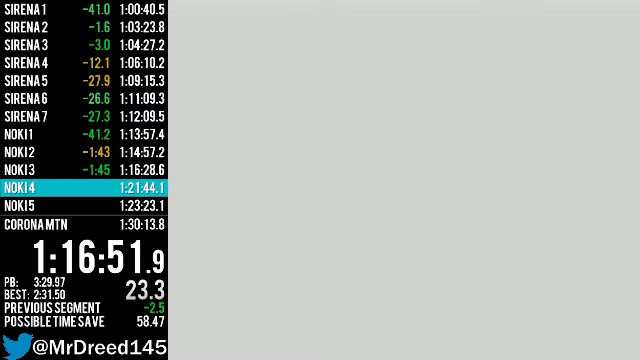 SIRENA 1 -41.0 1:00:40.5
SIRENA 2 -1.6 1:03:23.8
SIRENA 3 -3.0 1:04:27.2
SIRENA 4 -12.1 1:06:10.2
SIRENA 5 -27.9 1:09:15.3
SIRENA 6 -26.6 1:11:09.3
SIRENA 7 -27.3 1:12:09.5
NOKI 1 -41.2 1:13:57.4
NOKI 2 -1:43 1:14:57.2
NOKI 3 -1:45 1:16:28.6
NOKI 4 1:21:44.1
NOKI 5 1:23:23.1
CORONA MTN 1:30:13.8
1:16:51.9
PB: 3:29.97
BEST: 2:31.50 23.3
PREVIOUS SEGMENT -2.5
POSSIBLE TIME SAVE 58.47
@MrDreed145